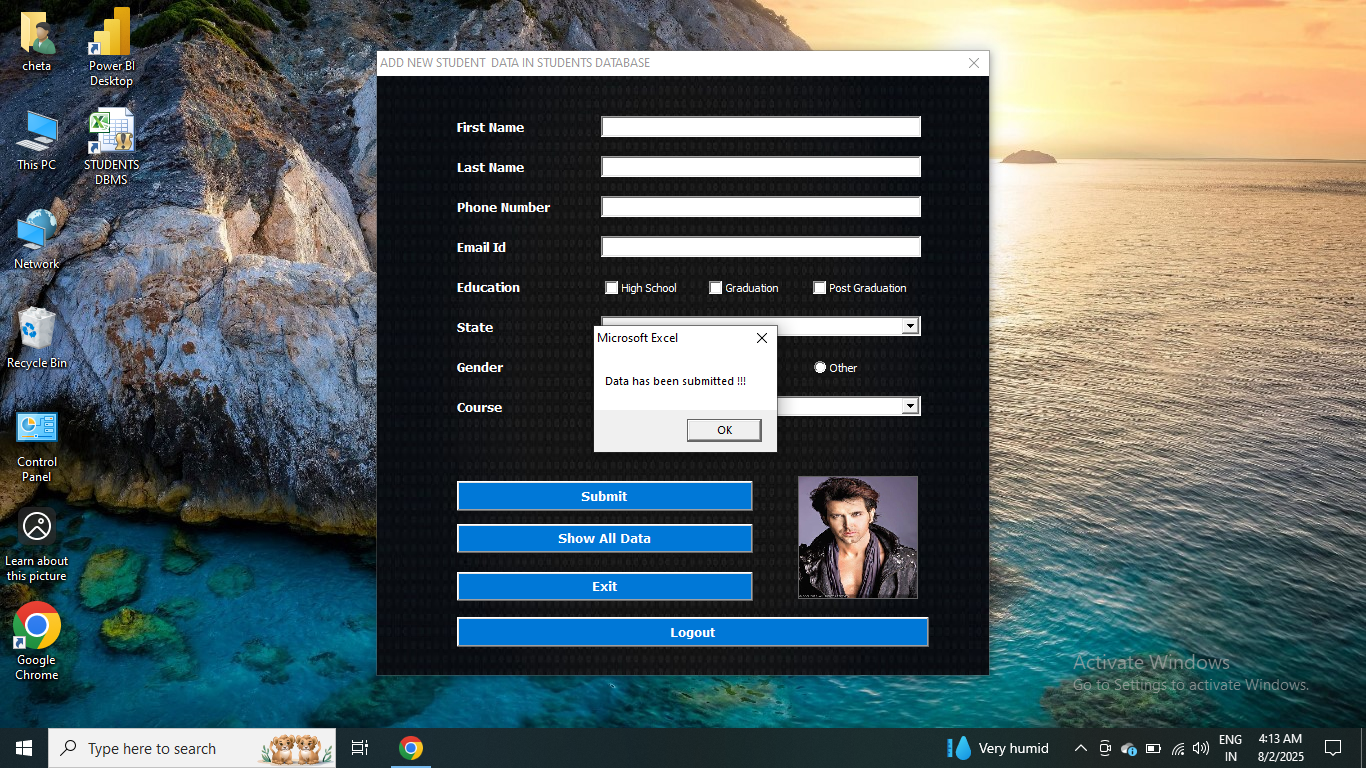 cheta
Power BI
Desktop
This PC
STUDENTS
DBMS
Network
Recycle Bin
Control
Panel
Learn about
this picture
Google
Chrome
ADD NEW STUDENT  DATA IN STUDENTS DATABASE
First Name
Last Name
Phone Number
Email Id
Education
High School
Graduation
Post Graduation
State
Gender
Other
Course
Microsoft Excel
Data has been submitted !!!
OK
Submit
Show All Data
Exit
Logout
Activate Windows
Go to Settings to activate Windows.
Type here to search
Very humid
ENG
IN
4:13 AM
8/2/2025